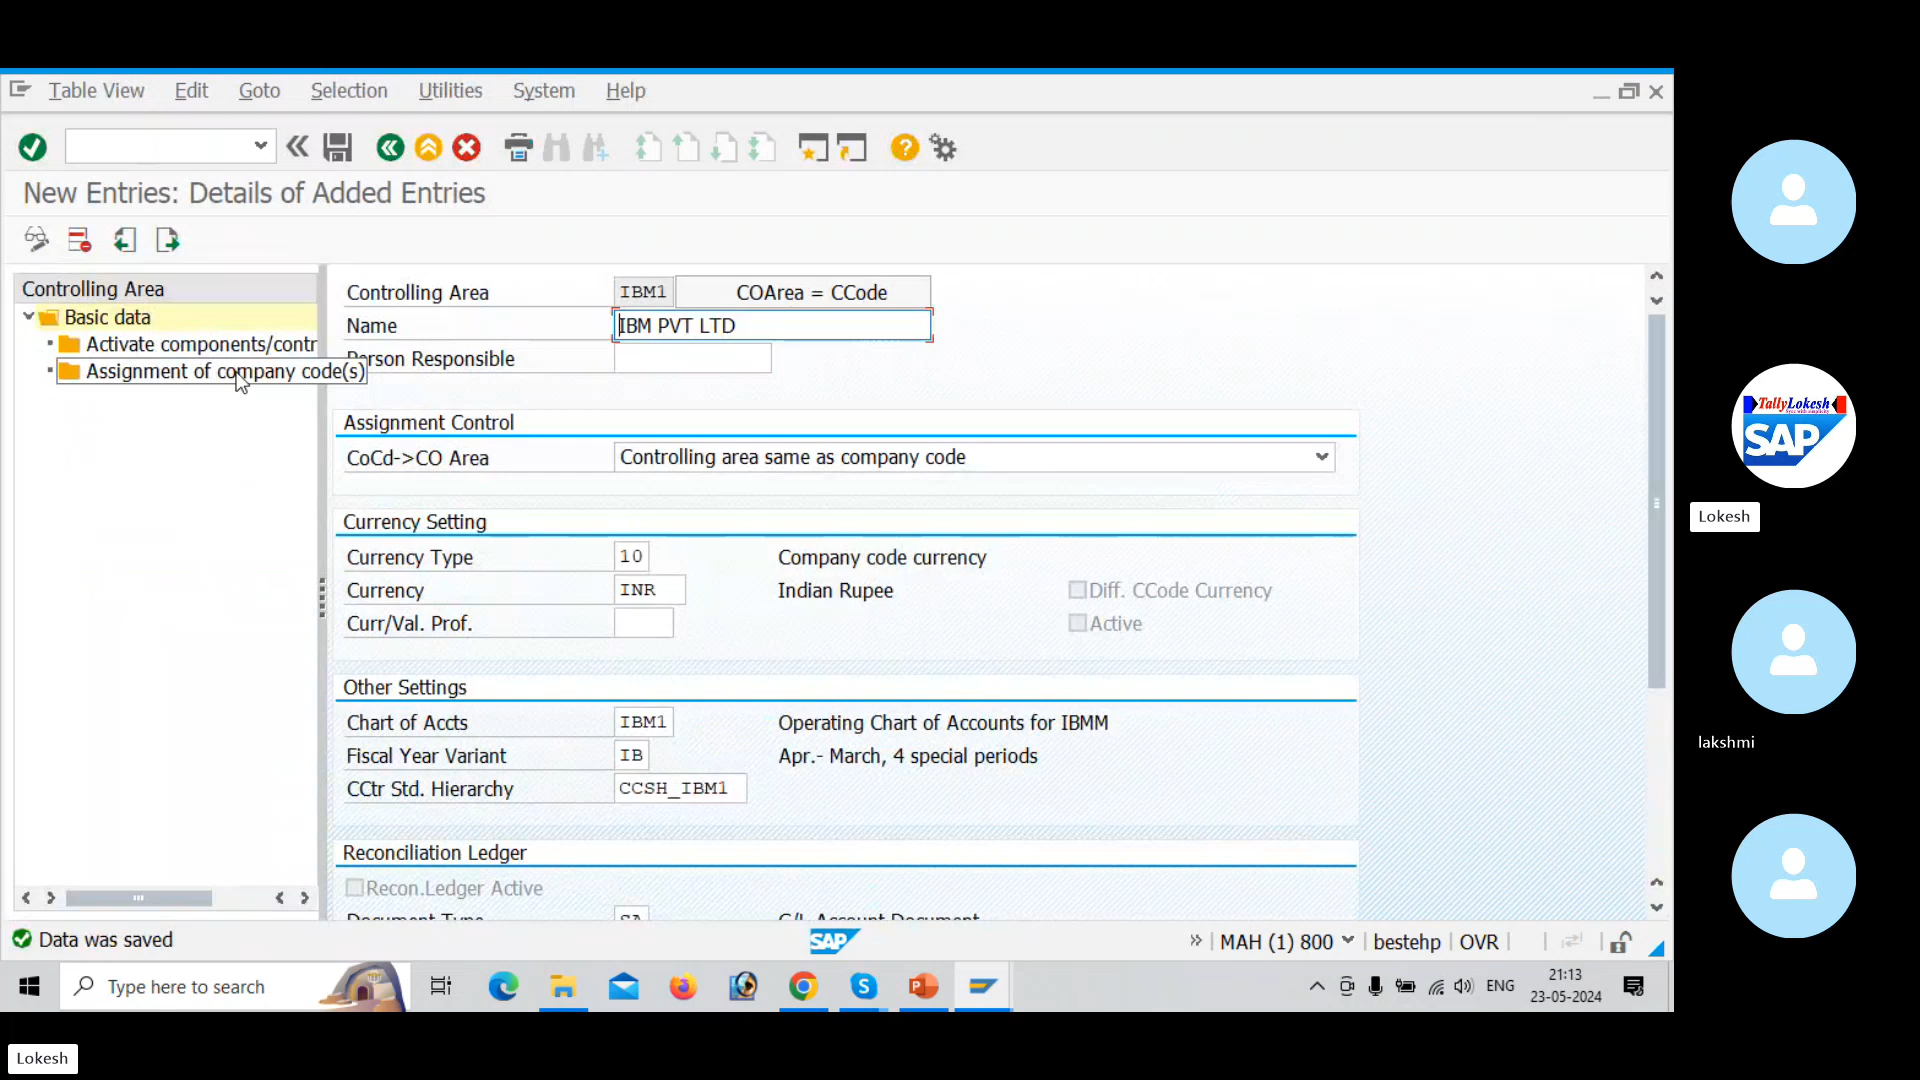 Table View Edit Goto Selection Utilities System Help
New Entries: Details of Added Entries
Controlling Area
Basic data
Activate components/contr
Assignment of company code(s)
Controlling Area IBM1 COArea = CCode
Name IBM PVT LTD
Person Responsible
Assignment Control
CoCd->CO Area Controlling area same as company code
Currency Setting
Currency Type 10 Company code currency
Currency INR Indian Rupee Diff. CCode Currency
Curr/Val. Prof. Active
Other Settings
Chart of Accts IBM1 Operating Chart of Accounts for IBMM
Fiscal Year Variant IB Apr.- March, 4 special periods
CCtr Std. Hierarchy CCSH_IBM1
Reconciliation Ledger
Recon.Ledger Active
Document Type SA G/L Account Document
Data was saved SAP MAH (1) 800 bestehp OVR
Type here to search ENG 21:13
23-05-2024
TallyLokesh
SAP
Lokesh
lakshmi
Lokesh